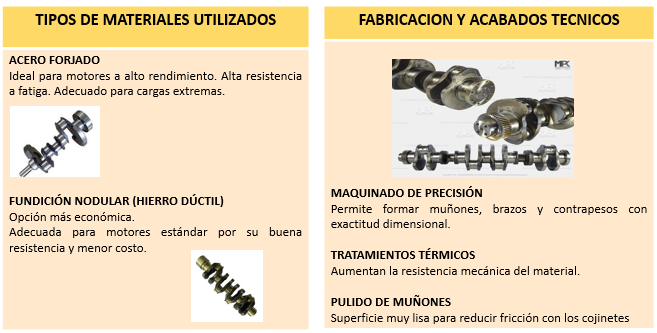 TIPOS DE MATERIALES UTILIZADOS
ACERO FORJADO
Ideal para motores a alto rendimiento. Alta resistencia
a fatiga. Adecuado para cargas extremas.
FUNDICIÓN NODULAR (HIERRO DÚCTIL)
Opción más económica.
Adecuada para motores estándar por su buena
resistencia y menor costo.
FABRICACION Y ACABADOS TECNICOS
MAQUINADO DE PRECISIÓN
Permite formar muñones, brazos y contrapesos con
exactitud dimensional.
TRATAMIENTOS TÉRMICOS
Aumentan la resistencia mecánica del material.
PULIDO DE MUÑONES
Superficie muy lisa para reducir fricción con los cojinetes